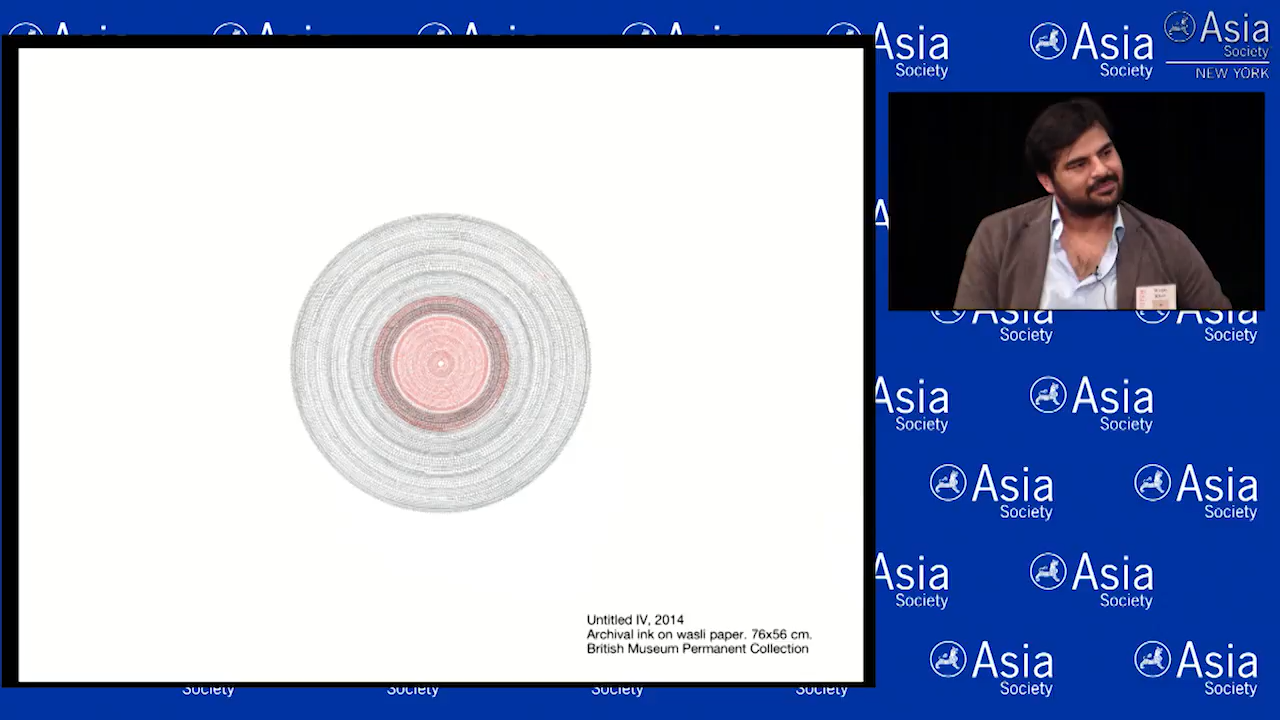 Asia
Society
Asia
Society
Asia
Society
NEW YORK
Untitled IV, 2014
Archival ink on wasli paper. 76x56 cm.
British Museum Permanent Collection
Asia
Society
Asia
Society
Asia
Society
Asia
Society
Asia
Society
Asia
Society
Asia
Society
Asia
Society
Asia
Society
Asia
Society
Society
Society
Society
Society